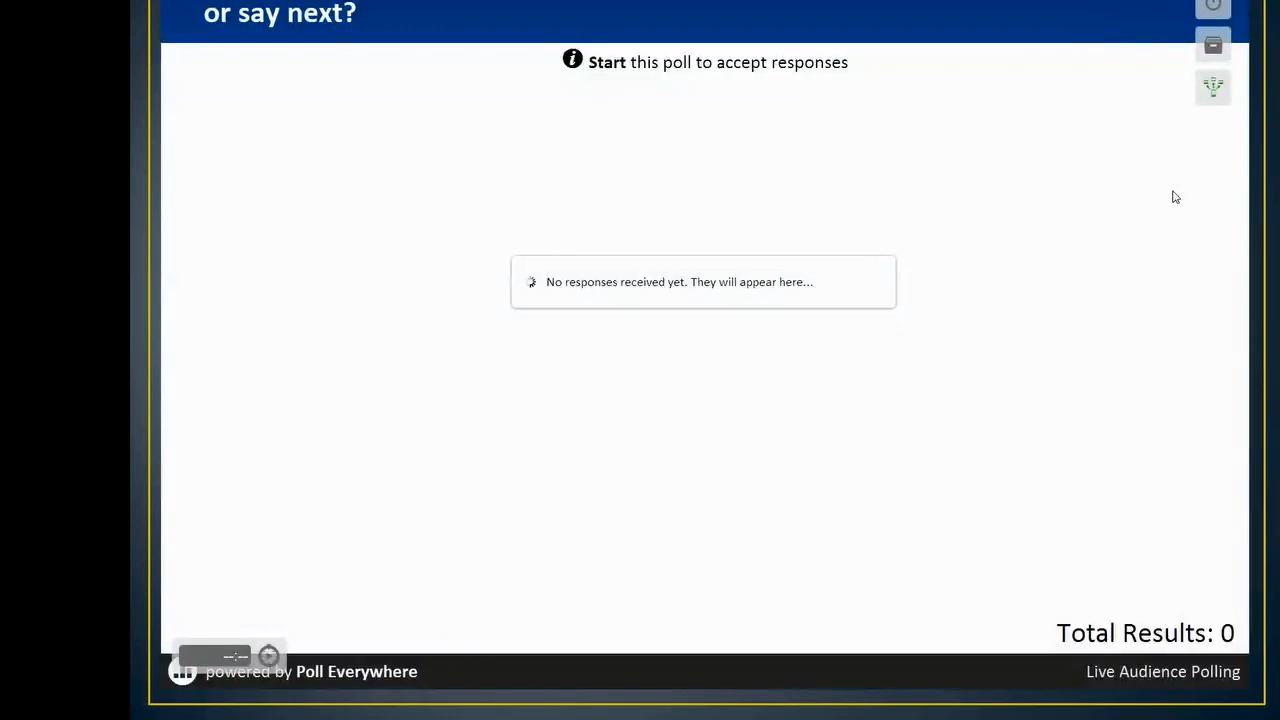 or say next?
Start this poll to accept responses
No responses received yet. They will appear here...
Total Results: 0
--:--
powered by Poll Everywhere
Live Audience Polling